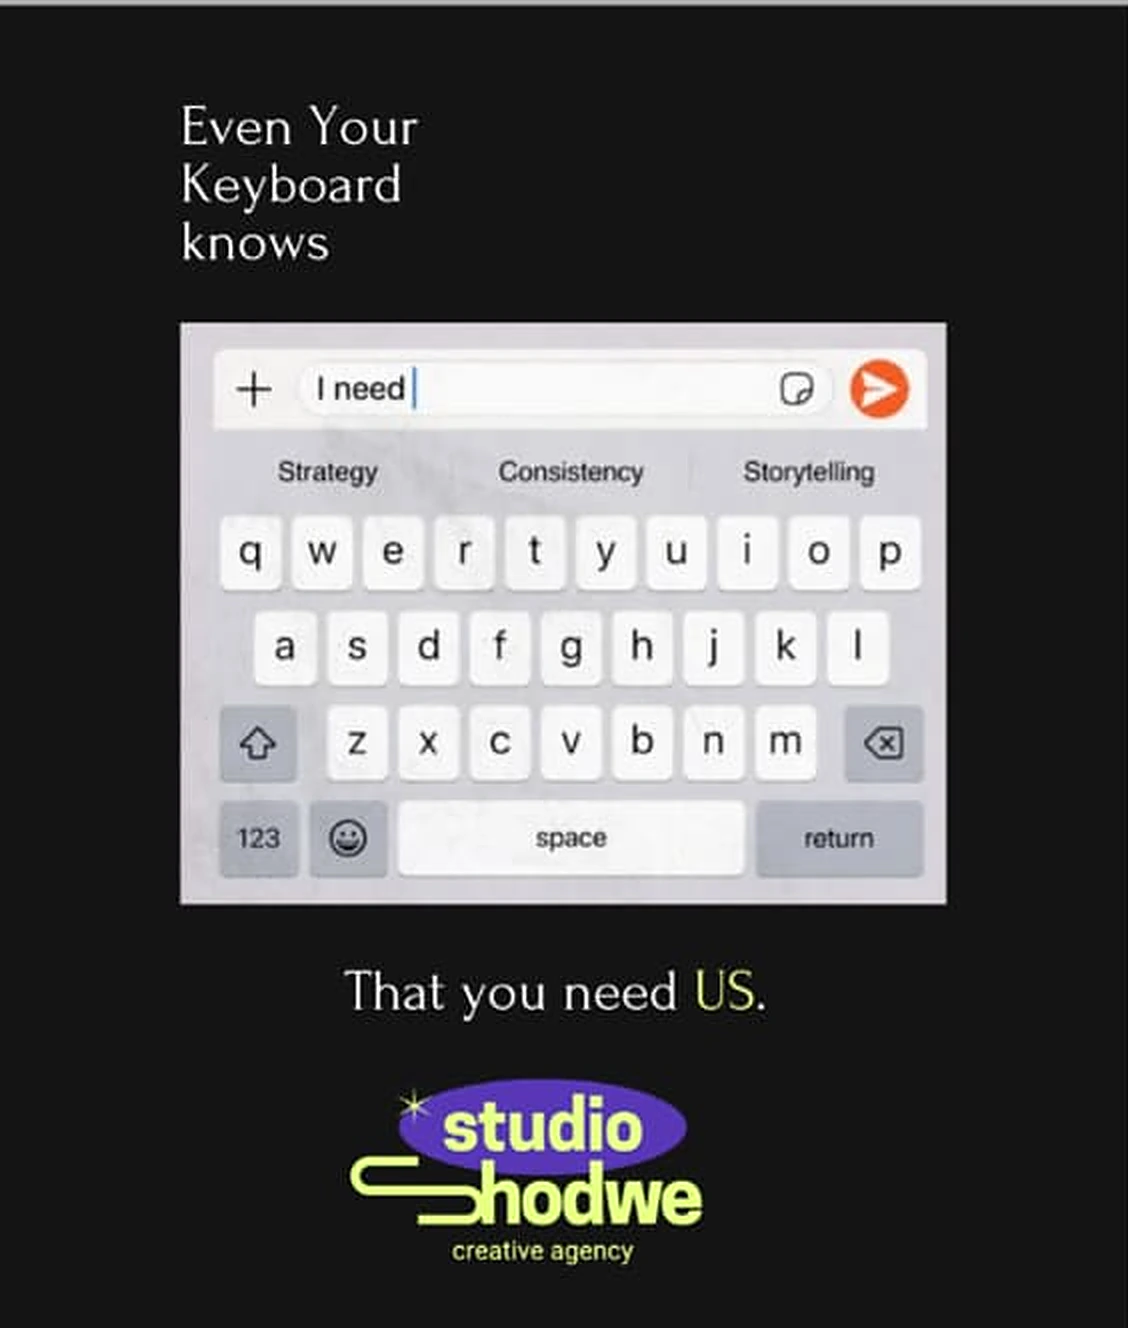 Even Your
Keyboard
knows
I need
Strategy Consistency Storytelling
q w e r t y u i o p
a s d f g h j k l
z x c v b n m
123 space return
That you need US.
studio
Shodwe
creative agency